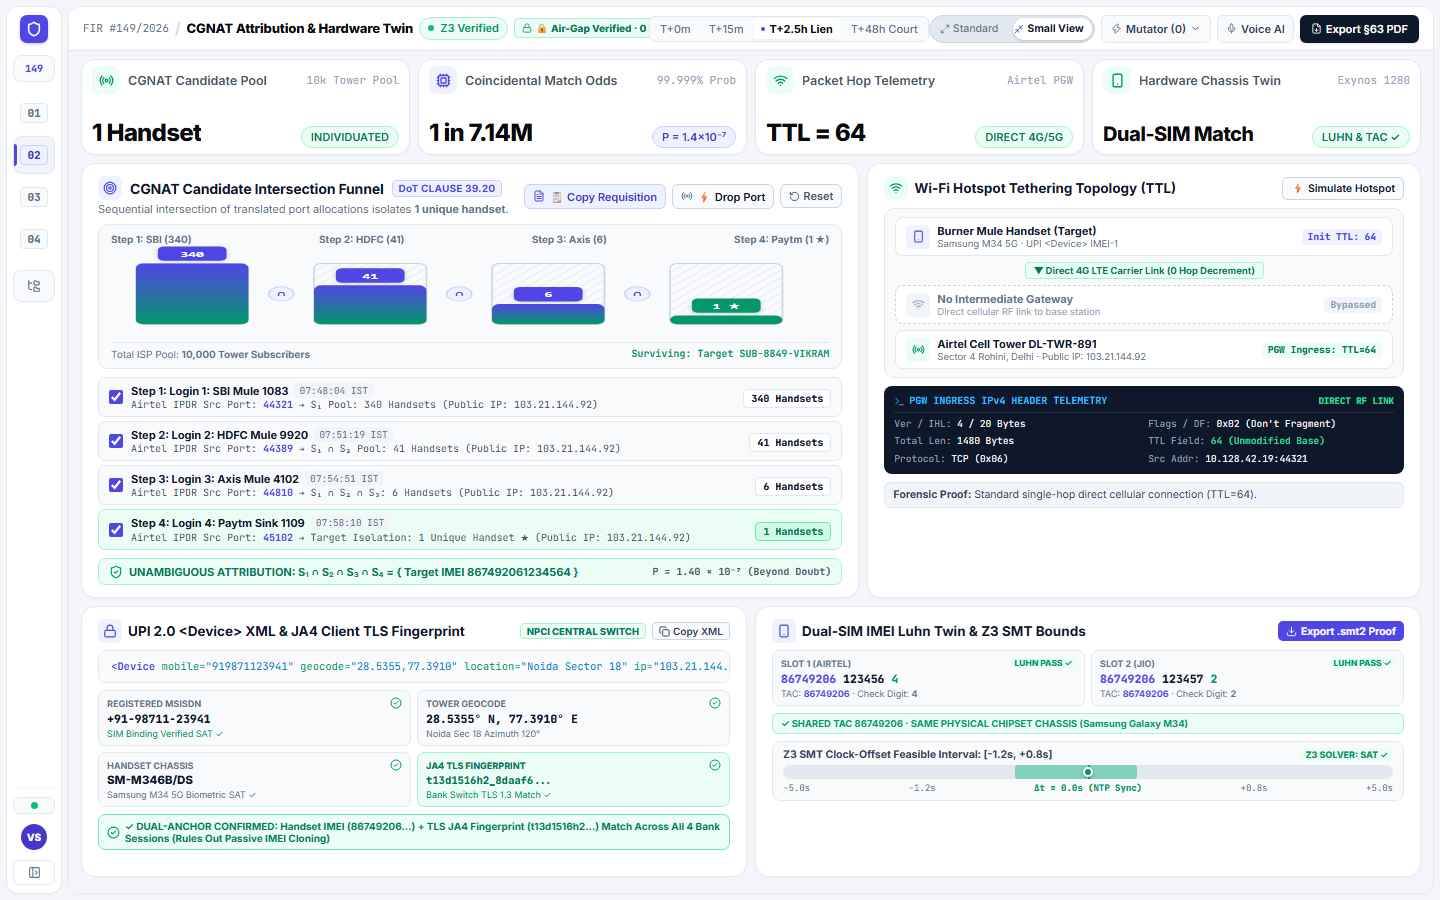 FIR #149/2026 / CGNAT Attribution & Hardware Twin
Z3 Verified
Air-Gap Verified · 0
T+0m
T+15m
T+2.5h Lien
T+48h Court
Standard
Small View
Mutator (0)
Voice AI
Export §63 PDF
149
01
02
03
04
VS
CGNAT Candidate Pool
10k Tower Pool
1 Handset
INDIVIDUATED
Coincidental Match Odds
99.999% Prob
1 in 7.14M
P = 1.4×10⁻⁷
Packet Hop Telemetry
Airtel PGW
TTL = 64
DIRECT 4G/5G
Hardware Chassis Twin
Exynos 1280
Dual-SIM Match
LUHN & TAC ✓
CGNAT Candidate Intersection Funnel
DoT CLAUSE 39.20
Sequential intersection of translated port allocations isolates 1 unique handset.
Copy Requisition
Drop Port
Reset
Step 1: SBI (340)
Step 2: HDFC (41)
Step 3: Axis (6)
Step 4: Paytm (1 ★)
340
∩
41
∩
6
∩
1 ★
Total ISP Pool: 10,000 Tower Subscribers
Surviving: Target SUB-8849-VIKRAM
Step 1: Login 1: SBI Mule 1083 07:48:04 IST
Airtel IPDR Src Port: 44321 → S₁ Pool: 340 Handsets (Public IP: 103.21.144.92)
340 Handsets
Step 2: Login 2: HDFC Mule 9920 07:51:19 IST
Airtel IPDR Src Port: 44389 → S₁ ∩ S₂ Pool: 41 Handsets (Public IP: 103.21.144.92)
41 Handsets
Step 3: Login 3: Axis Mule 4102 07:54:51 IST
Airtel IPDR Src Port: 44810 → S₁ ∩ S₂ ∩ S₃: 6 Handsets (Public IP: 103.21.144.92)
6 Handsets
Step 4: Login 4: Paytm Sink 1109 07:58:10 IST
Airtel IPDR Src Port: 45102 → Target Isolation: 1 Unique Handset ★ (Public IP: 103.21.144.92)
1 Handsets
UNAMBIGUOUS ATTRIBUTION: S₁ ∩ S₂ ∩ S₃ ∩ S₄ = { Target IMEI 867492061234564 }
P = 1.40 × 10⁻⁷ (Beyond Doubt)
Wi-Fi Hotspot Tethering Topology (TTL)
Simulate Hotspot
Burner Mule Handset (Target)
Samsung M34 5G · UPI <Device> IMEI-1
Init TTL: 64
▼ Direct 4G LTE Carrier Link (0 Hop Decrement)
No Intermediate Gateway
Direct cellular RF link to base station
Bypassed
Airtel Cell Tower DL-TWR-891
Sector 4 Rohini, Delhi · Public IP: 103.21.144.92
PGW Ingress: TTL=64
PGW INGRESS IPv4 HEADER TELEMETRY
DIRECT RF LINK
Ver / IHL: 4 / 20 Bytes
Flags / DF: 0x02 (Don't Fragment)
Total Len: 1480 Bytes
TTL Field: 64 (Unmodified Base)
Protocol: TCP (0x06)
Src Addr: 10.128.42.19:44321
Forensic Proof: Standard single-hop direct cellular connection (TTL=64).
UPI 2.0 <Device> XML & JA4 Client TLS Fingerprint
NPCI CENTRAL SWITCH
Copy XML
<Device mobile="919871123941" geocode="28.5355,77.3910" location="Noida Sector 18" ip="103.21.144.
REGISTERED MSISDN
+91-98711-23941
SIM Binding Verified SAT ✓
TOWER GEOCODE
28.5355° N, 77.3910° E
Noida Sec 18 Azimuth 120°
HANDSET CHASSIS
SM-M346B/DS
Samsung M34 5G Biometric SAT ✓
JA4 TLS FINGERPRINT
t13d1516h2_8daaf6...
Bank Switch TLS 1.3 Match ✓
✓ DUAL-ANCHOR CONFIRMED: Handset IMEI (86749206...) + TLS JA4 Fingerprint (t13d1516h2...) Match Across All 4 Bank
Sessions (Rules Out Passive IMEI Cloning)
Dual-SIM IMEI Luhn Twin & Z3 SMT Bounds
Export .smt2 Proof
SLOT 1 (AIRTEL)
LUHN PASS ✓
86749206 123456 4
TAC: 86749206 · Check Digit: 4
SLOT 2 (JIO)
LUHN PASS ✓
86749206 123457 2
TAC: 86749206 · Check Digit: 2
✓ SHARED TAC 86749206 · SAME PHYSICAL CHIPSET CHASSIS (Samsung Galaxy M34)
Z3 SMT Clock-Offset Feasible Interval: [-1.2s, +0.8s]
Z3 SOLVER: SAT ✓
-5.0s
-1.2s
Δt = 0.0s (NTP Sync)
+0.8s
+5.0s